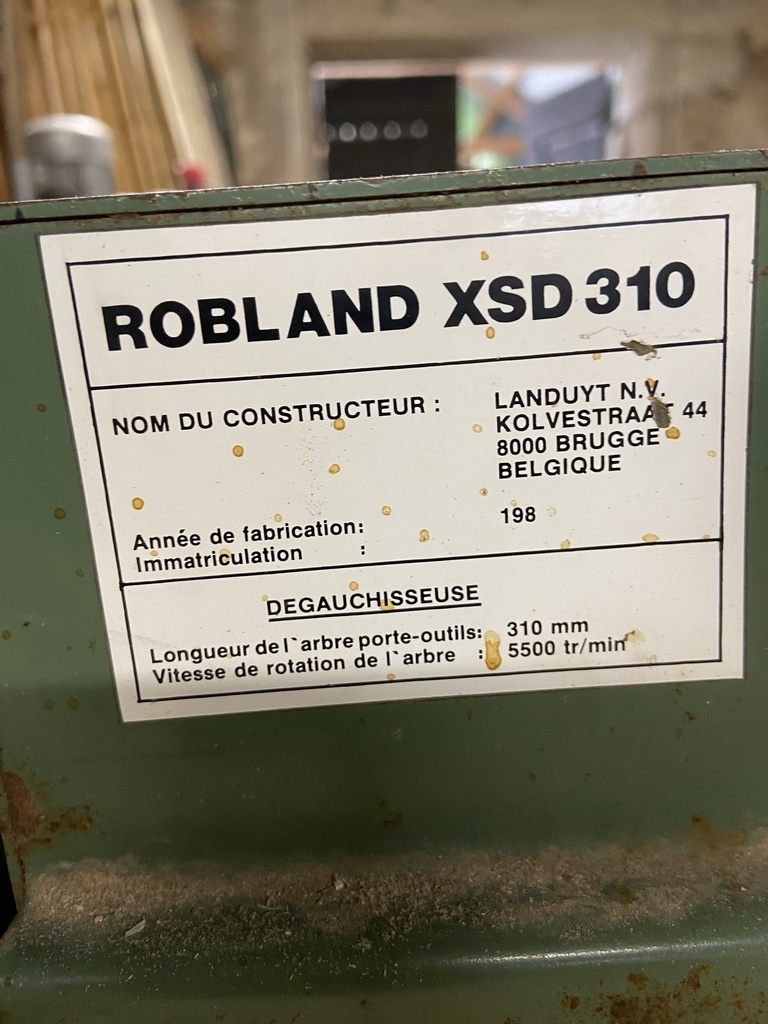 ROBLAND XSD 310
NOM DU CONSTRUCTEUR : LANDUYT N.V.
KOLVESTRAAT 44
8000 BRUGGE
BELGIQUE
Année de fabrication: 198
Immatriculation :
DEGAUCHISSEUSE
Longueur de l`arbre porte-outils: 310 mm
Vitesse de rotation de l`arbre : 5500 tr/min